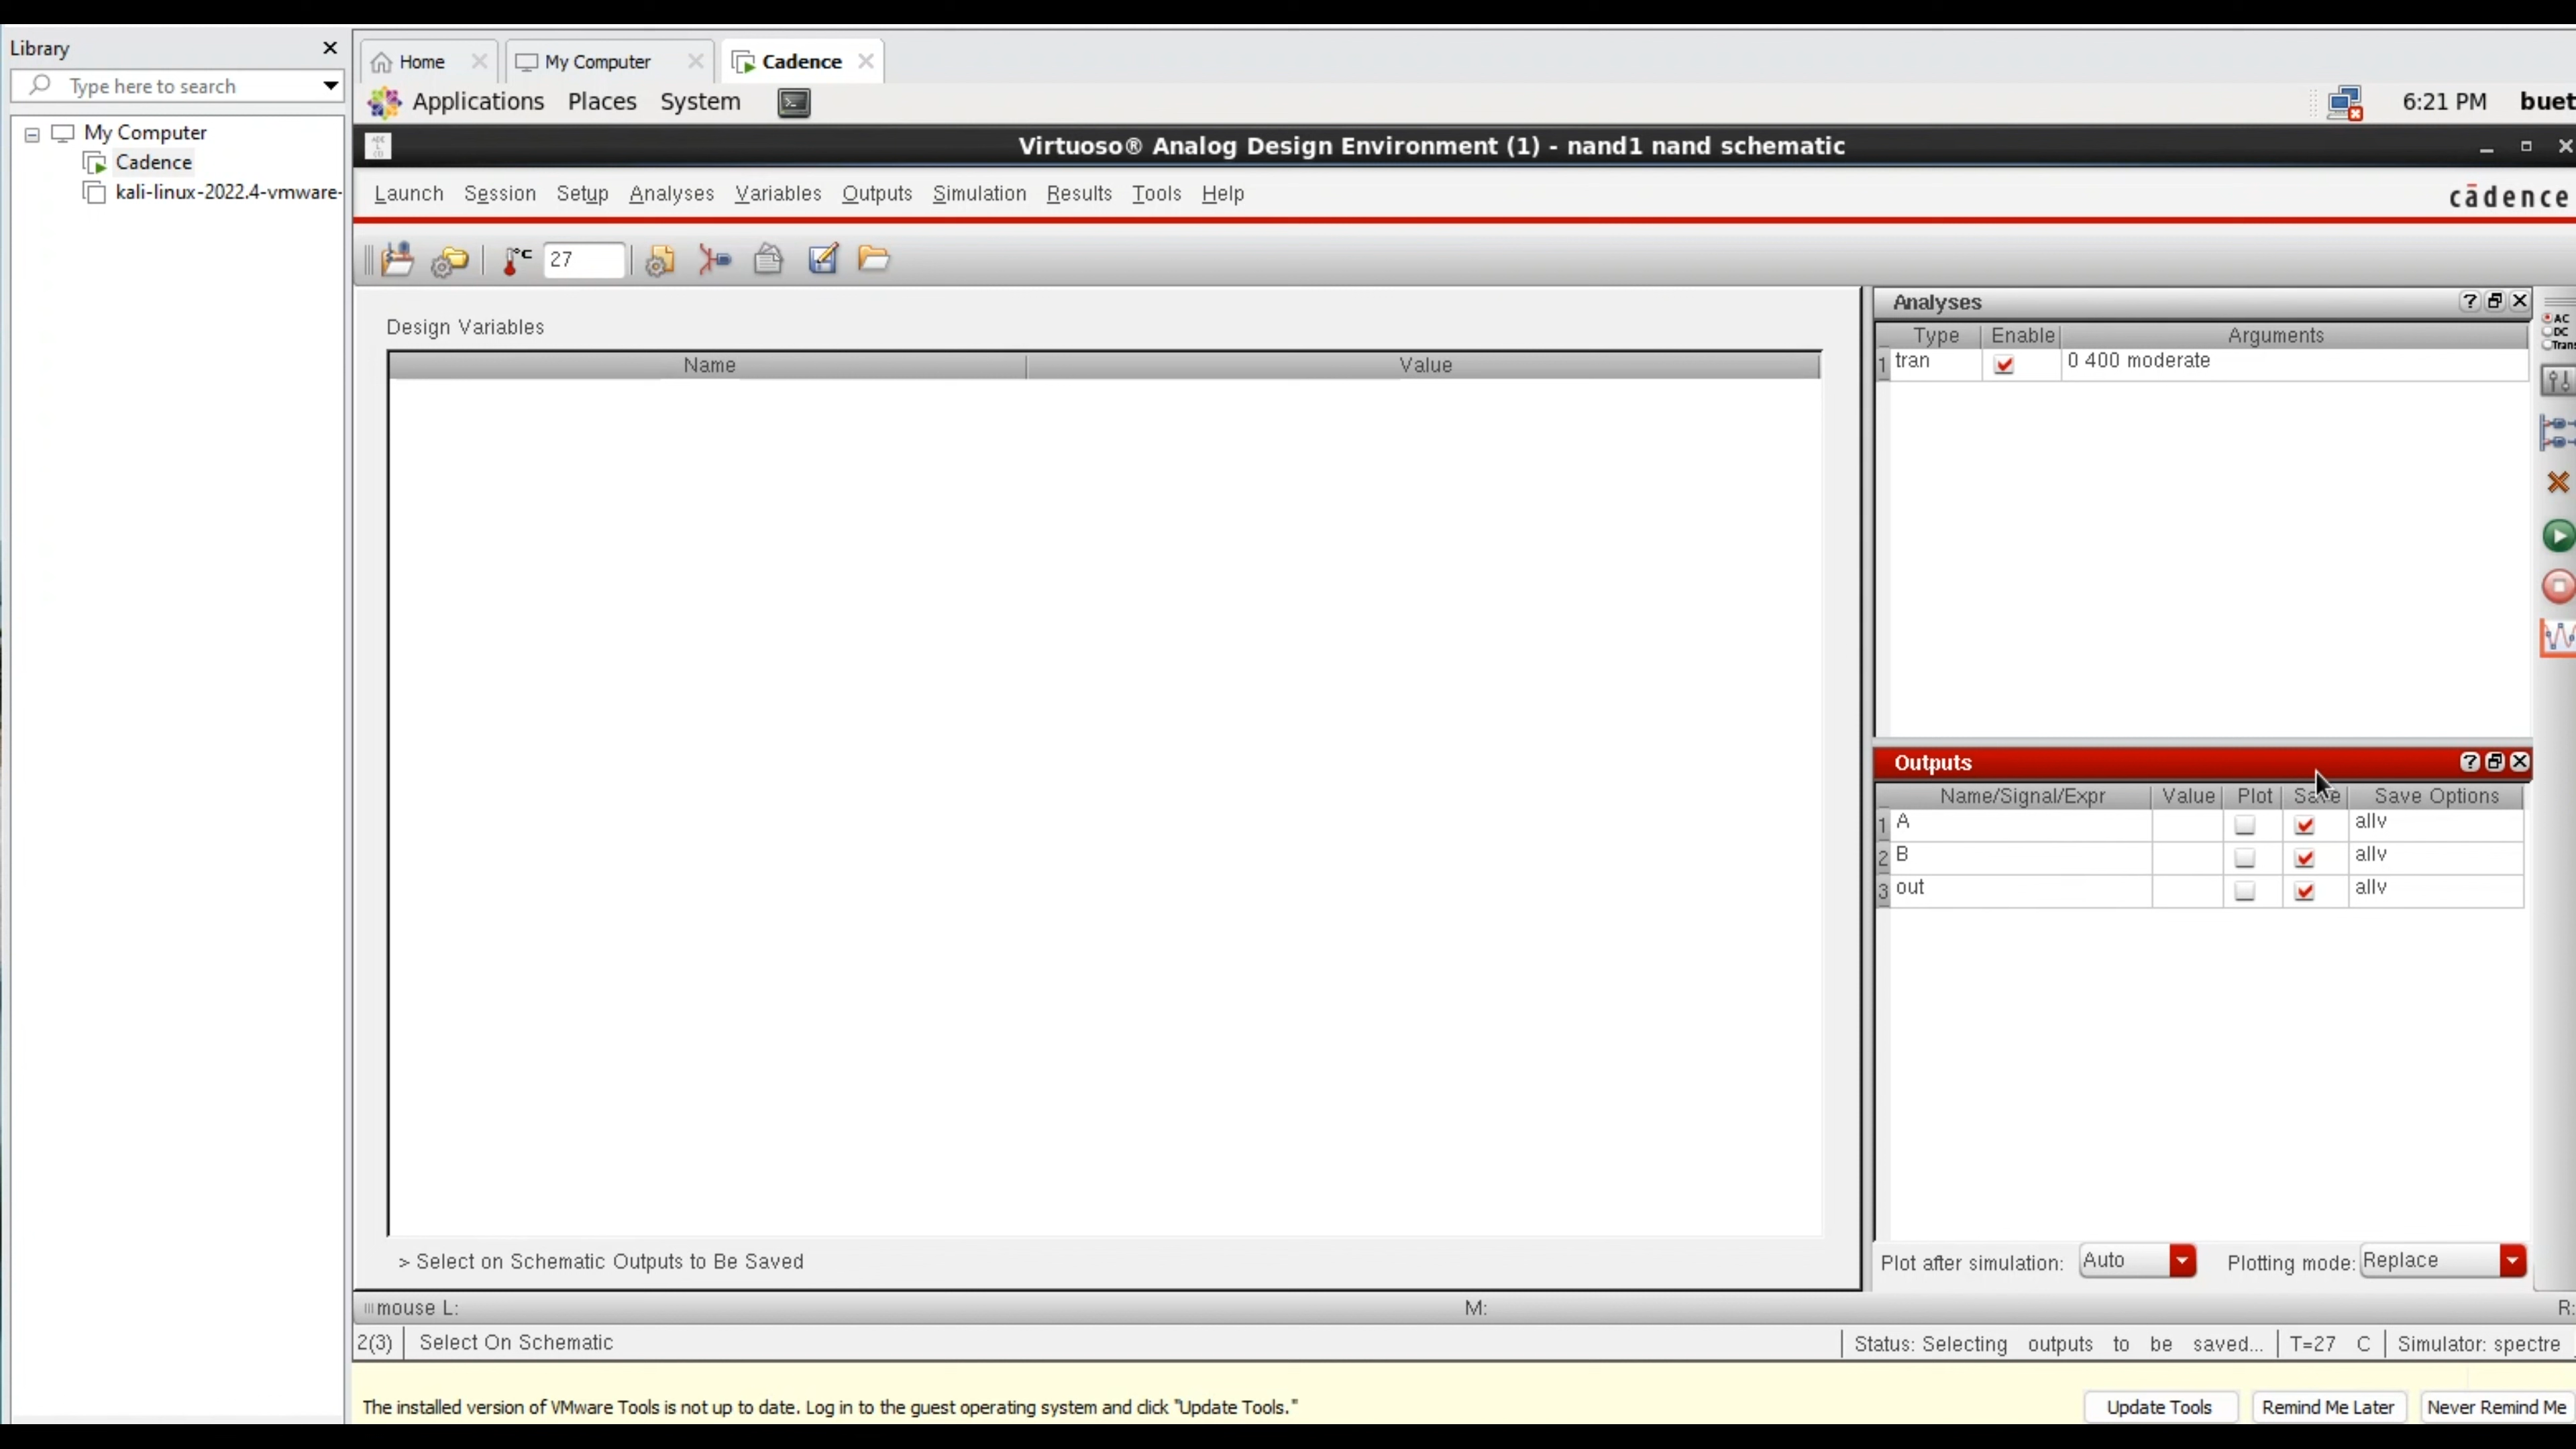 Library
Home
My Computer
Cadence
Type here to search
Applications Places System
6:21 PM buet
My Computer
Cadence
kali-linux-2022.4-vmware-
Virtuoso® Analog Design Environment (1) - nand1 nand schematic
Launch Session Setup Analyses Variables Outputs Simulation Results Tools Help
cādence
°C 27
Design Variables
Name Value
Analyses
Type Enable Arguments
1 tran 0 400 moderate
AC
DC
Trans
Outputs
Name/Signal/Expr Value Plot Save Save Options
1 A allv
2 B allv
3 out allv
> Select on Schematic Outputs to Be Saved
Plot after simulation: Auto Plotting mode: Replace
mouse L: M: R:
2(3) Select On Schematic Status: Selecting outputs to be saved... T=27 C Simulator: spectre
The installed version of VMware Tools is not up to date. Log in to the guest operating system and click "Update Tools."
Update Tools Remind Me Later Never Remind Me